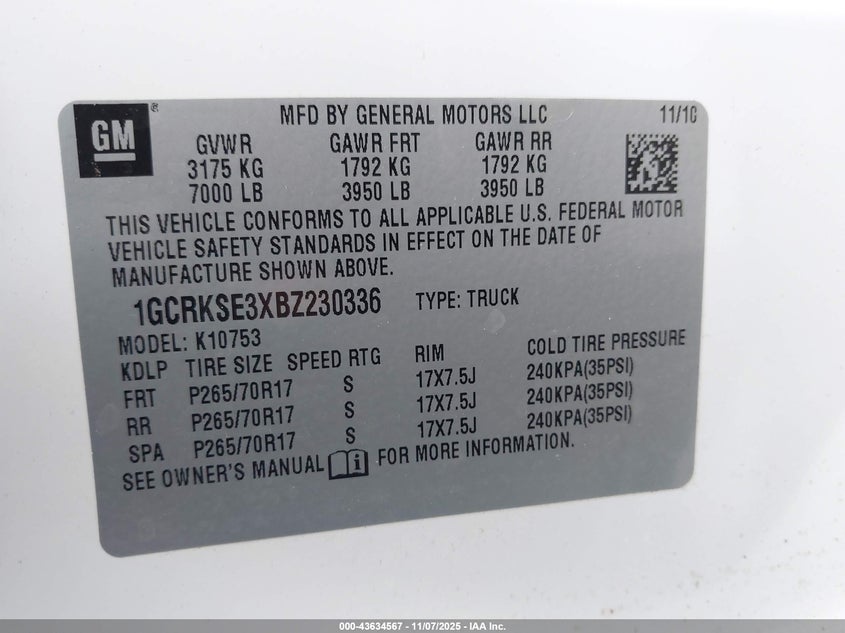 GM ® MFD BY GENERAL MOTORS LLC 11/10
GVWR GAWR FRT GAWR RR
3175 KG 1792 KG 1792 KG
7000 LB 3950 LB 3950 LB
THIS VEHICLE CONFORMS TO ALL APPLICABLE U.S. FEDERAL MOTOR
VEHICLE SAFETY STANDARDS IN EFFECT ON THE DATE OF
MANUFACTURE SHOWN ABOVE.
1GCRKSE3XBZ230336 TYPE: TRUCK
MODEL: K10753
KDLP TIRE SIZE SPEED RTG RIM COLD TIRE PRESSURE
FRT P265/70R17 S 17X7.5J 240KPA(35PSI)
RR P265/70R17 S 17X7.5J 240KPA(35PSI)
SPA P265/70R17 S 17X7.5J 240KPA(35PSI)
SEE OWNER'S MANUAL i FOR MORE INFORMATION.
000-43634567 — 11/07/2025 — IAA Inc.